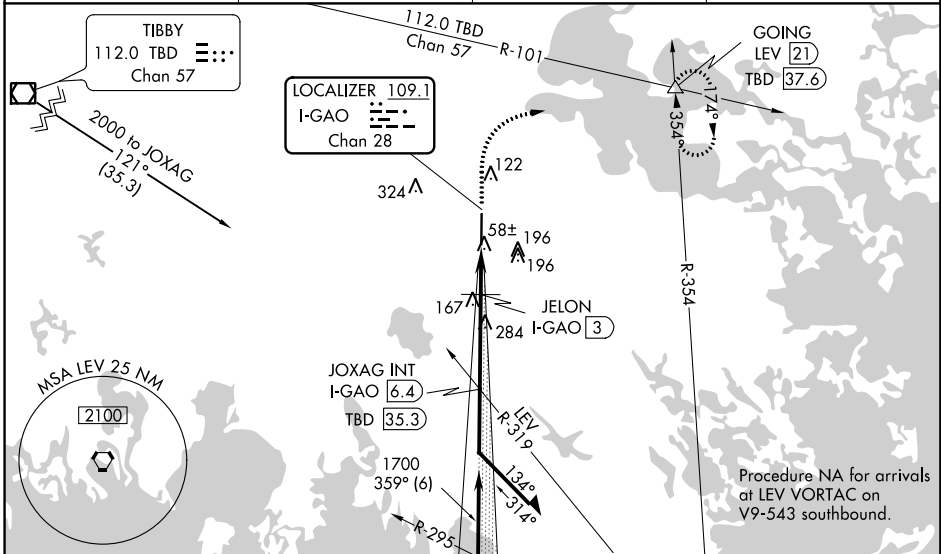 TIBBY
112.0 TBD
Chan 57
2000 to JOXAG
121°
(35.3)
LOCALIZER 109.1
I-GAO
Chan 28
112.0 TBD
Chan 57
R-101
GOING
LEV 21
TBD 37.6
174°
354°
R-354
324
122
58±
196
196
167
284
JELON
I-GAO 3
JOXAG INT
I-GAO 6.4
TBD 35.3
LEV
R-319
134°
314°
1700
359° (6)
R-295
MSA LEV 25 NM
2100
Procedure NA for arrivals
at LEV VORTAC on
V9-543 southbound.